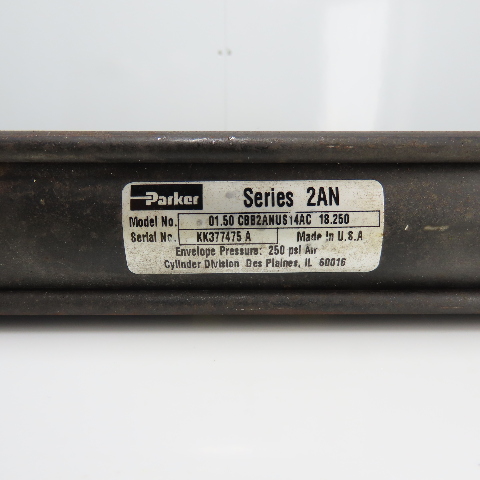 Parker Series 2AN
Model No. 01.50 CBB2ANUS14AC 18.250
Serial No. KK377475 A Made In U.S.A
Envelope Pressure: 250 psi Air
Cylinder Division Des Plaines, IL 60016